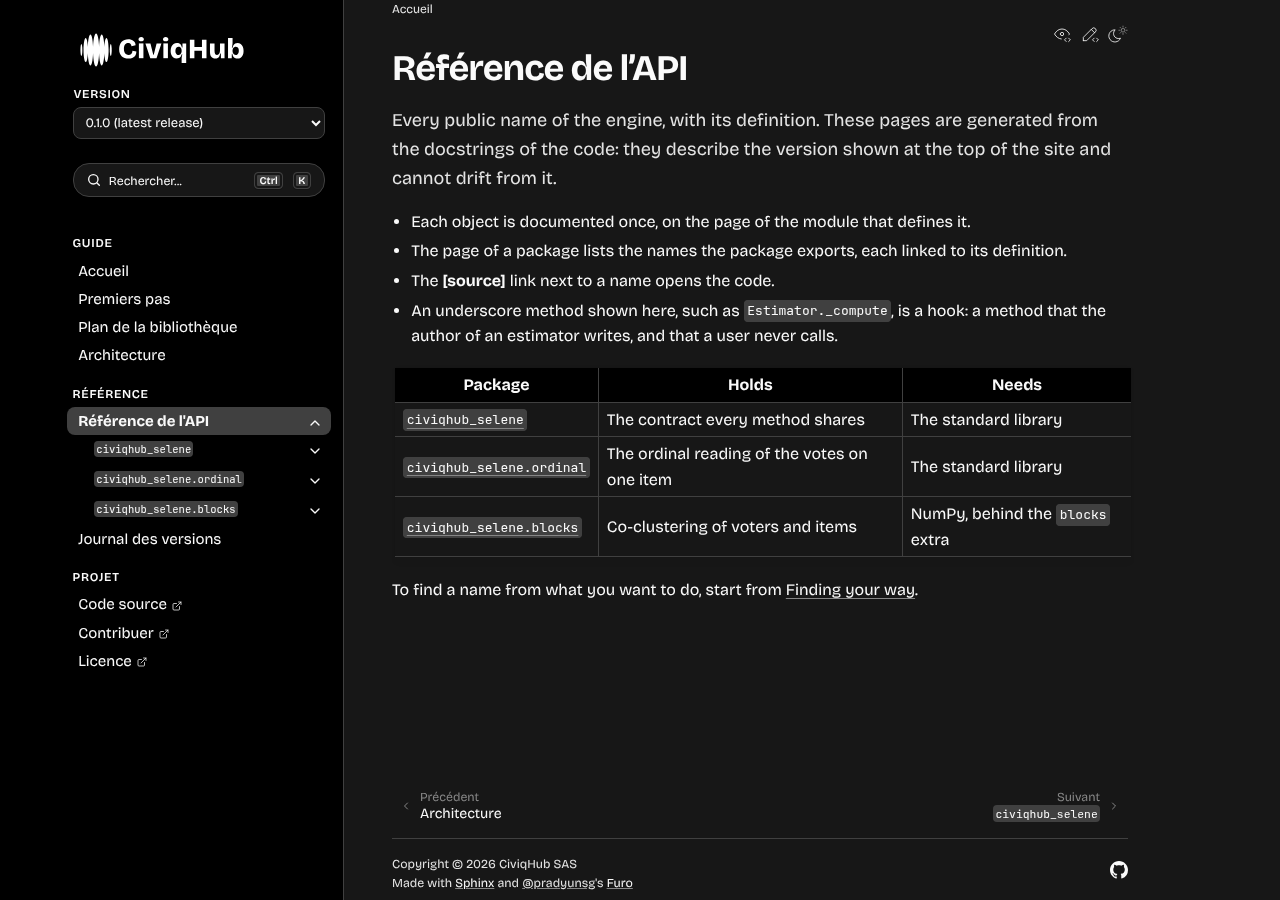 CiviqHub
VERSION
0.1.0 (latest release)
Rechercher...
Ctrl K
GUIDE
Accueil
Premiers pas
Plan de la bibliothèque
Architecture
RÉFÉRENCE
Référence de l'API
civiqhub_selene
civiqhub_selene.ordinal
civiqhub_selene.blocks
Journal des versions
PROJET
Code source
Contribuer
Licence
Accueil
Référence de l’API
Every public name of the engine, with its definition. These pages are generated from
the docstrings of the code: they describe the version shown at the top of the site and
cannot drift from it.
• Each object is documented once, on the page of the module that defines it.
• The page of a package lists the names the package exports, each linked to its definition.
• The [source] link next to a name opens the code.
• An underscore method shown here, such as Estimator._compute, is a hook: a method that the
author of an estimator writes, and that a user never calls.
Package Holds Needs
civiqhub_selene The contract every method shares The standard library
civiqhub_selene.ordinal The ordinal reading of the votes on
one item The standard library
civiqhub_selene.blocks Co-clustering of voters and items NumPy, behind the blocks
extra
To find a name from what you want to do, start from Finding your way.
Précédent
Architecture
Suivant
civiqhub_selene
Copyright © 2026 CiviqHub SAS
Made with Sphinx and @pradyunsg's Furo